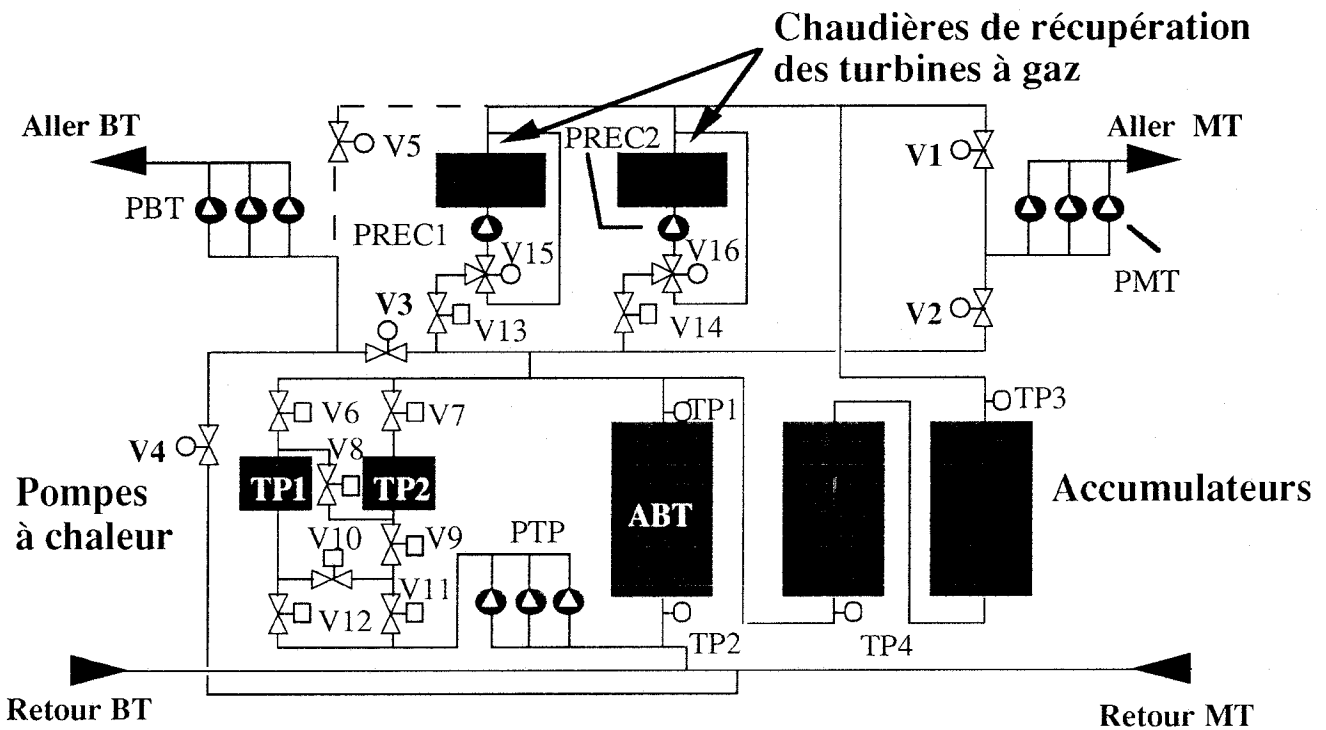 Chaudières de récupération
des turbines à gaz
Aller BT
V5
PREC2
V1
Aller MT
PBT
PREC1
V15
V16
PMT
V3
V13
V14
V2
V6
V7
TP1
TP3
V4
V8
Pompes
à chaleur
TP1
TP2
ABT
Accumulateurs
V10
V9
PTP
V11
V12
TP2
TP4
Retour BT
Retour MT